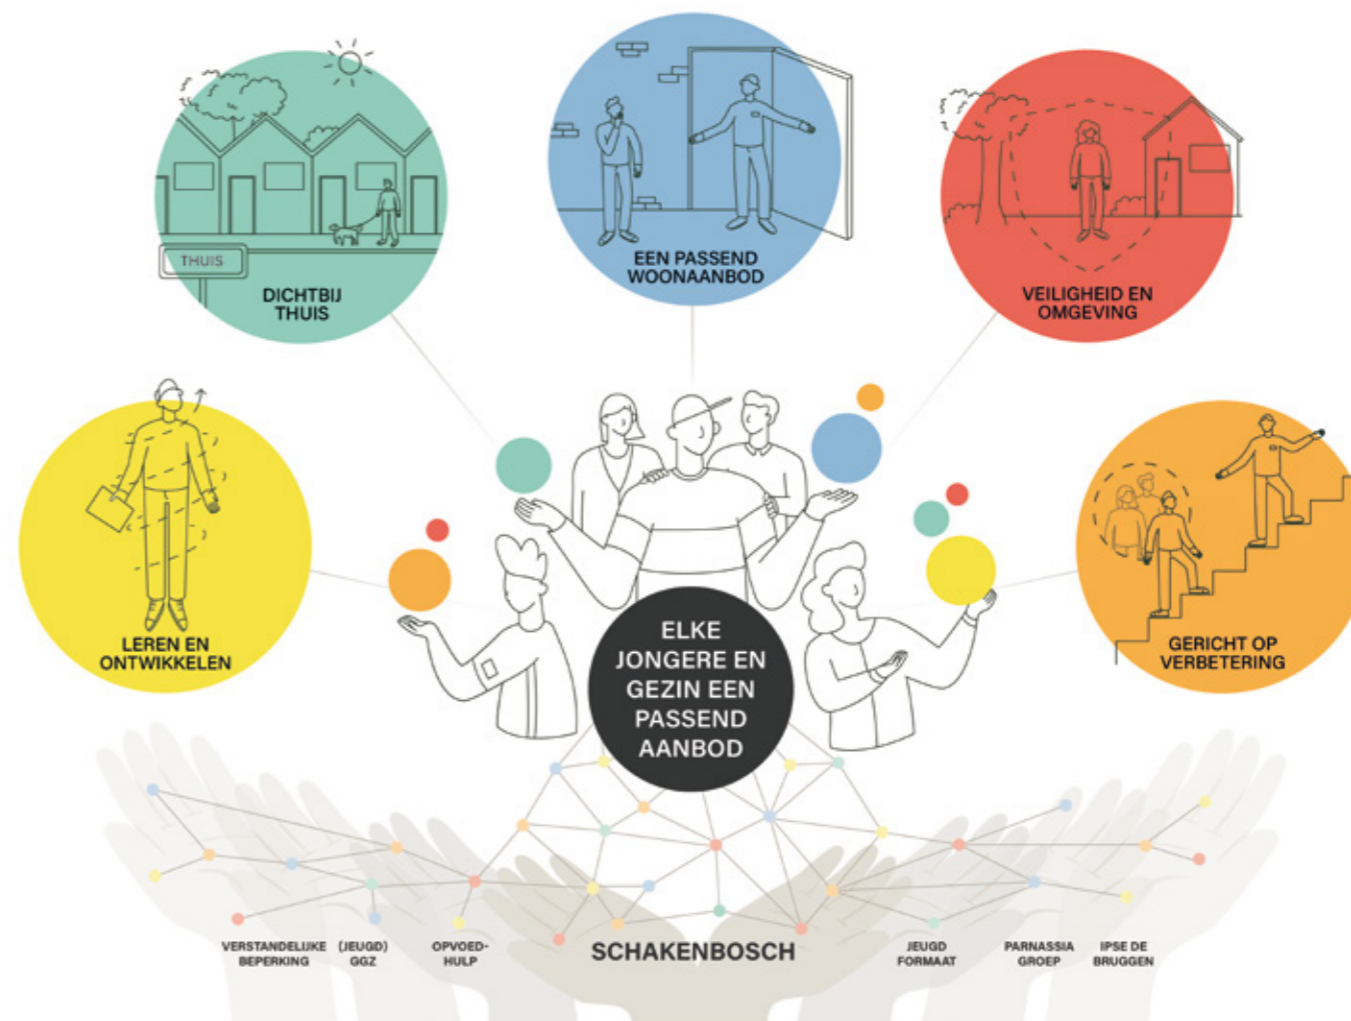 THUIS
DICHTBIJ
THUIS
EEN PASSEND
WOONAANBOD
VEILIGHEID EN
OMGEVING
LEREN EN
ONTWIKKELEN
GERICHT OP
VERBETERING
ELKE
JONGERE EN
GEZIN EEN
PASSEND
AANBOD
VERSTANDELIJKE
BEPERKING
(JEUGD)
GGZ
OPVOED-
HULP
SCHAKENBOSCH
JEUGD
FORMAAT
PARNASSIA
GROEP
IPSE DE
BRUGGEN